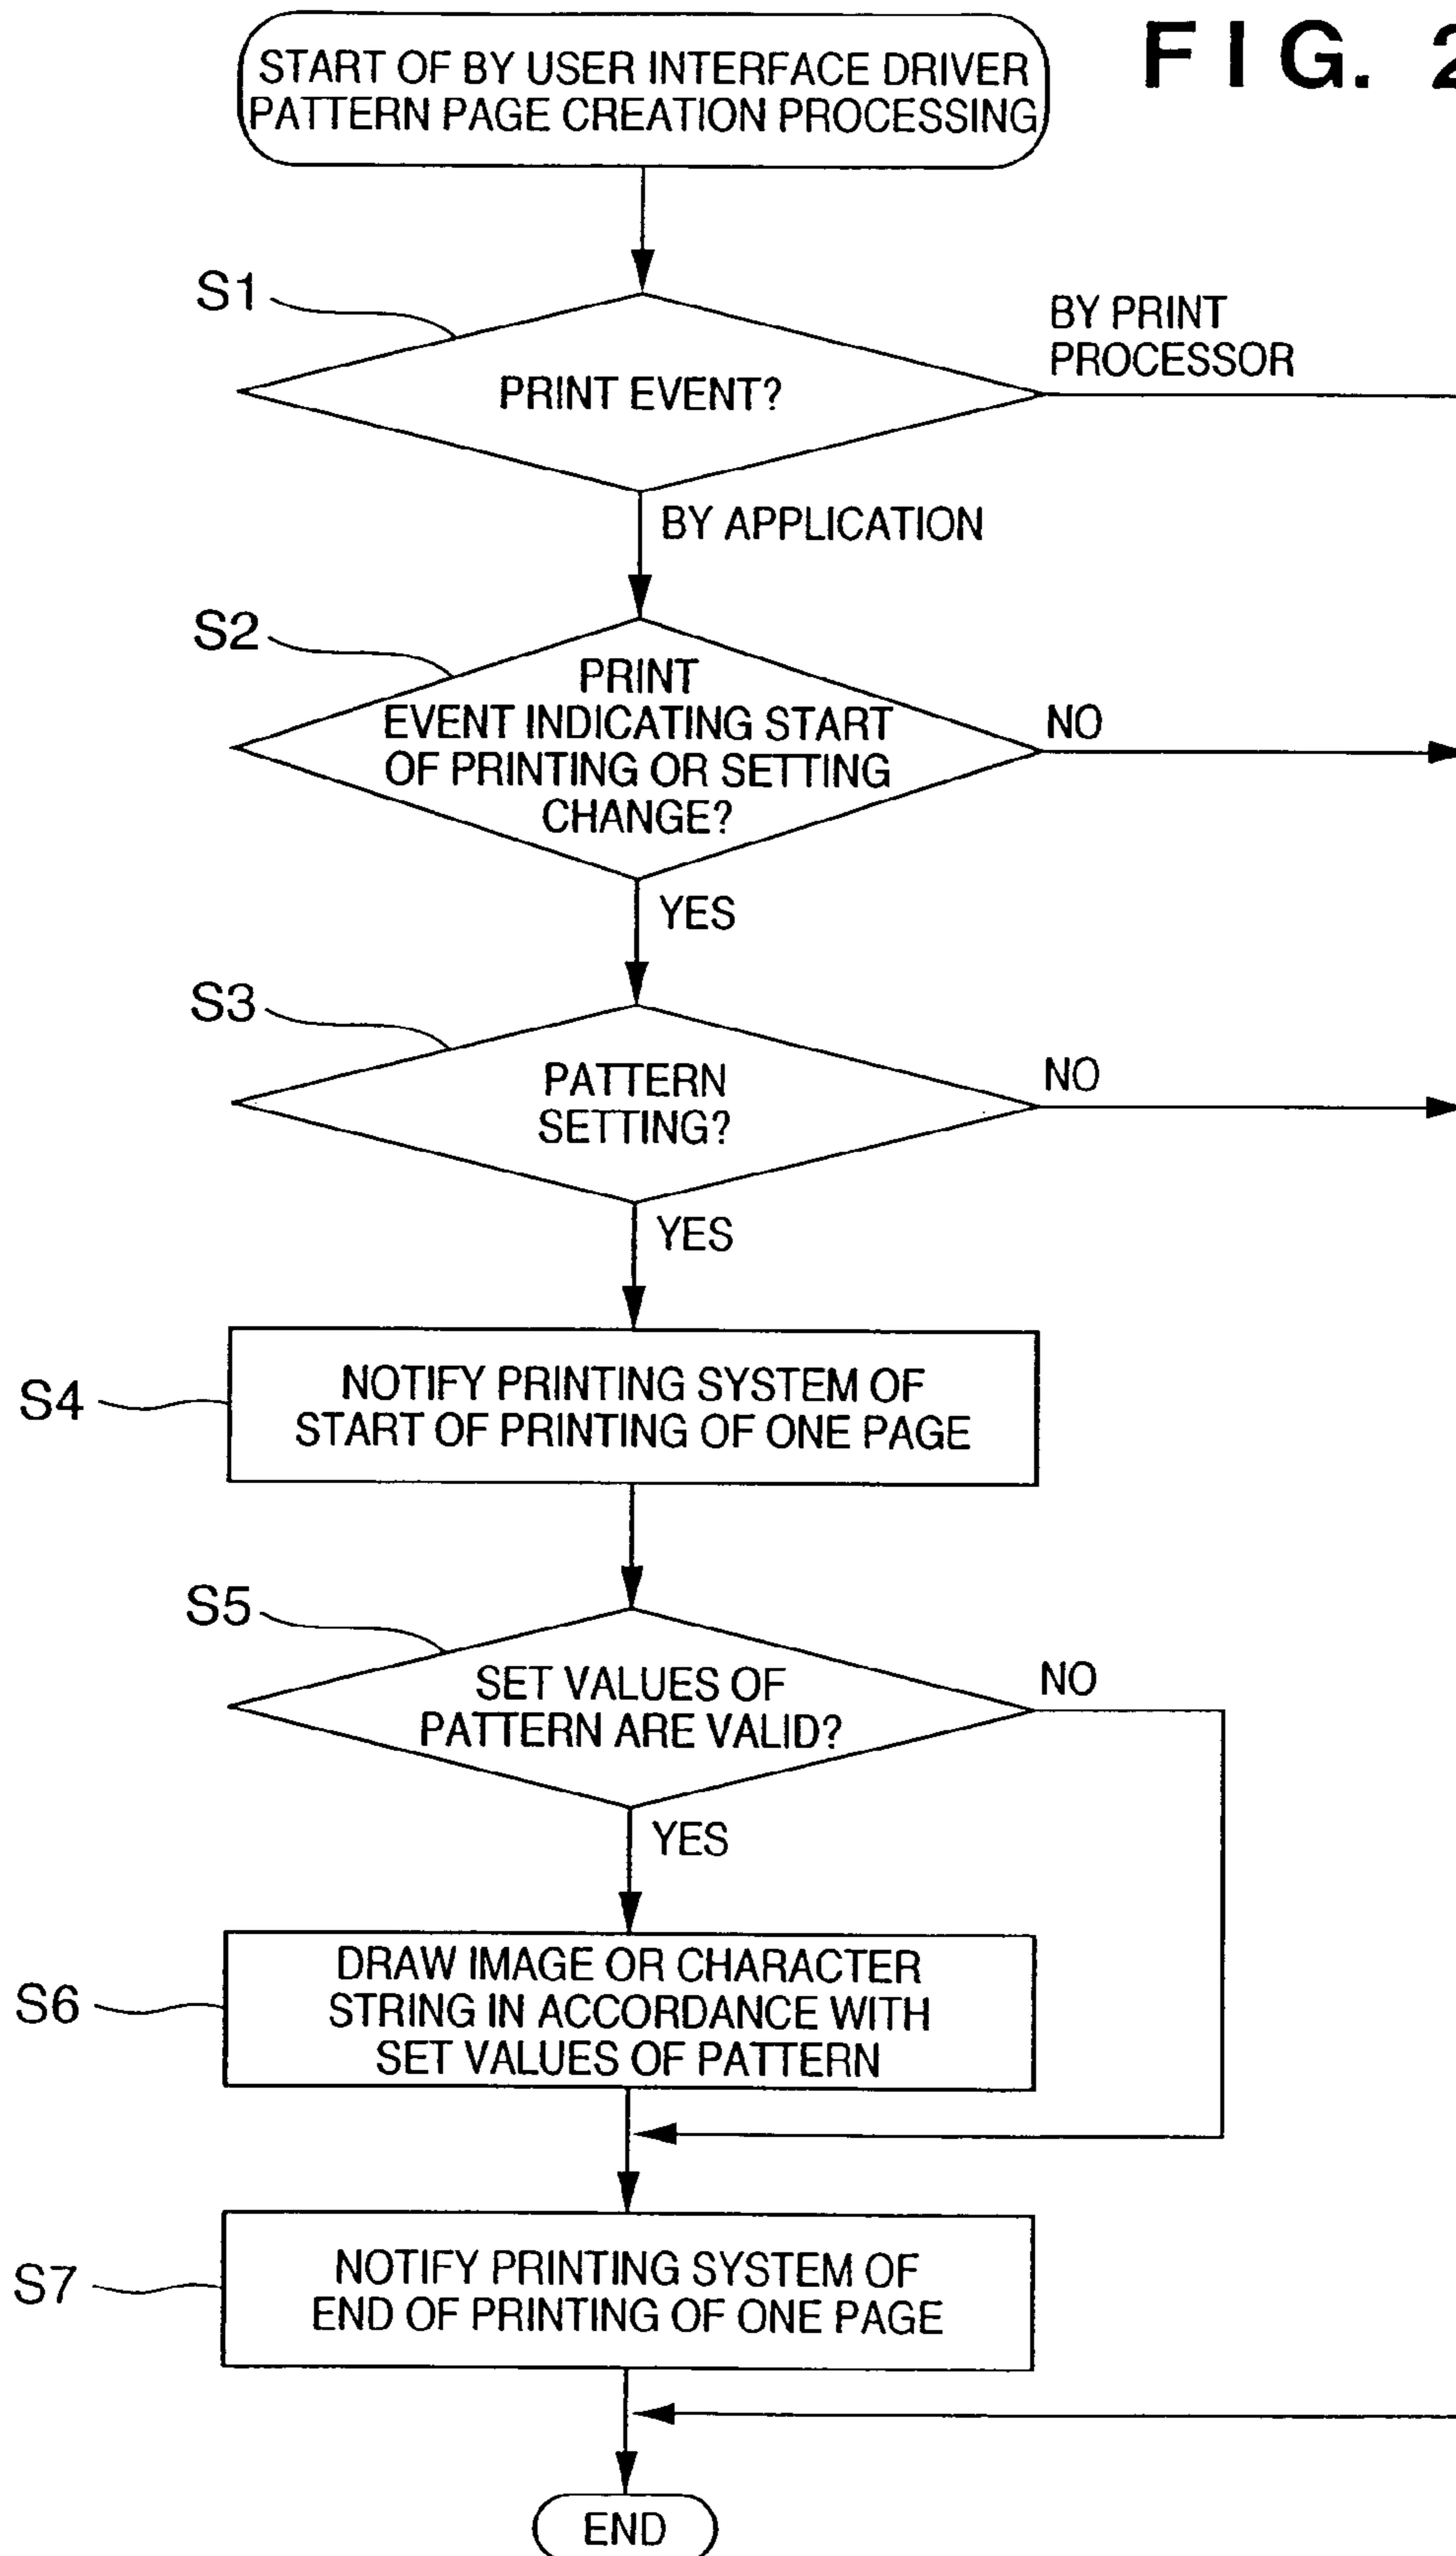 FIG. 2
START OF BY USER INTERFACE DRIVER
PATTERN PAGE CREATION PROCESSING
S1
PRINT EVENT?
BY PRINT
PROCESSOR
BY APPLICATION
S2
PRINT
EVENT INDICATING START
OF PRINTING OR SETTING
CHANGE?
NO
YES
S3
PATTERN
SETTING?
NO
YES
S4
NOTIFY PRINTING SYSTEM OF
START OF PRINTING OF ONE PAGE
S5
SET VALUES OF
PATTERN ARE VALID?
NO
YES
S6
DRAW IMAGE OR CHARACTER
STRING IN ACCORDANCE WITH
SET VALUES OF PATTERN
S7
NOTIFY PRINTING SYSTEM OF
END OF PRINTING OF ONE PAGE
END